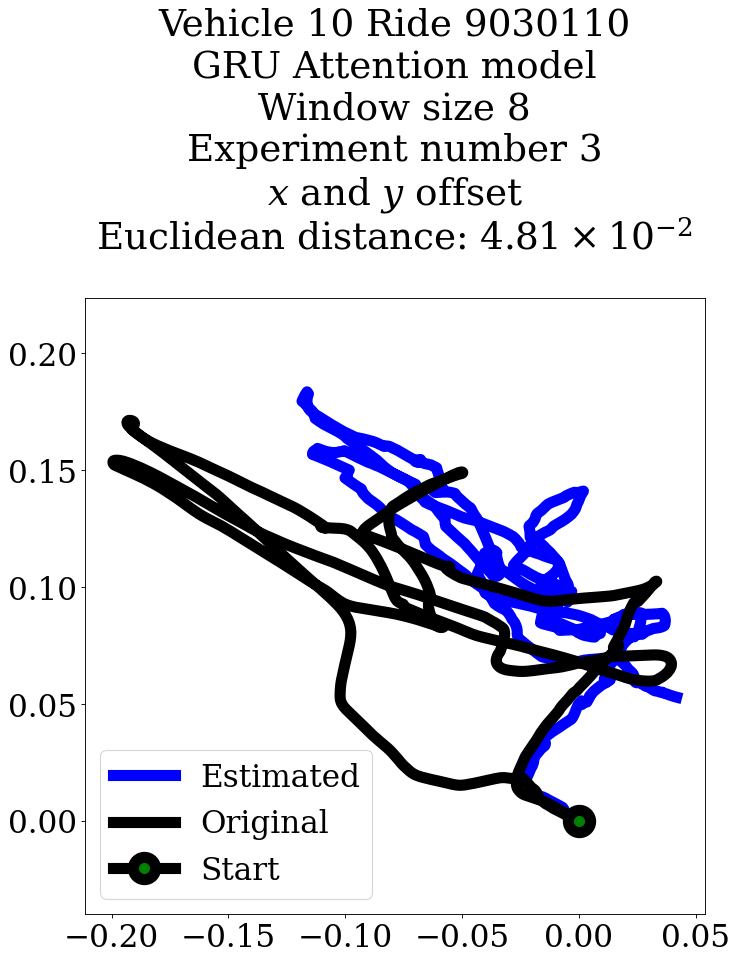 Vehicle 10 Ride 9030110
GRU Attention model
Window size 8
Experiment number 3
x and y offset
Euclidean distance: 4.81 × 10⁻²
0.20
0.15
0.10
0.05
0.00
Estimated
Original
Start
−0.20 −0.15 −0.10 −0.05 0.00 0.05